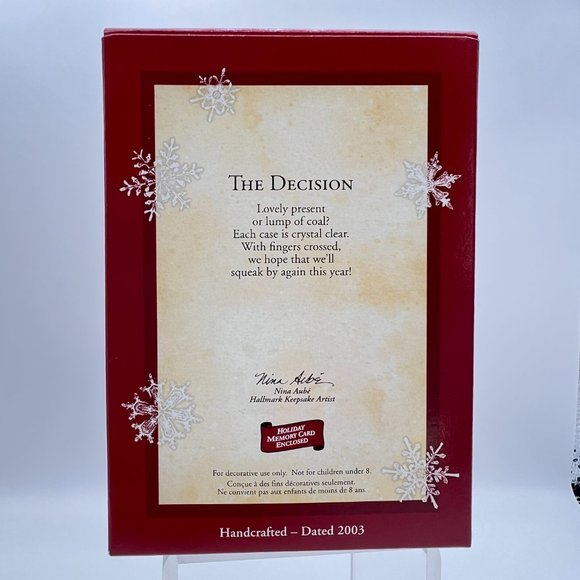 The Decision
Lovely present
or lump of coal?
Each case is crystal clear.
With fingers crossed,
we hope that we'll
squeak by again this year!
Nina Aubé
Nina Aubé
Hallmark Keepsake Artist
Holiday
Memory Card
Enclosed
For decorative use only. Not for children under 8.
Conçue à des fins décoratives seulement.
Ne convient pas aux enfants de moins de 8 ans.
Handcrafted – Dated 2003